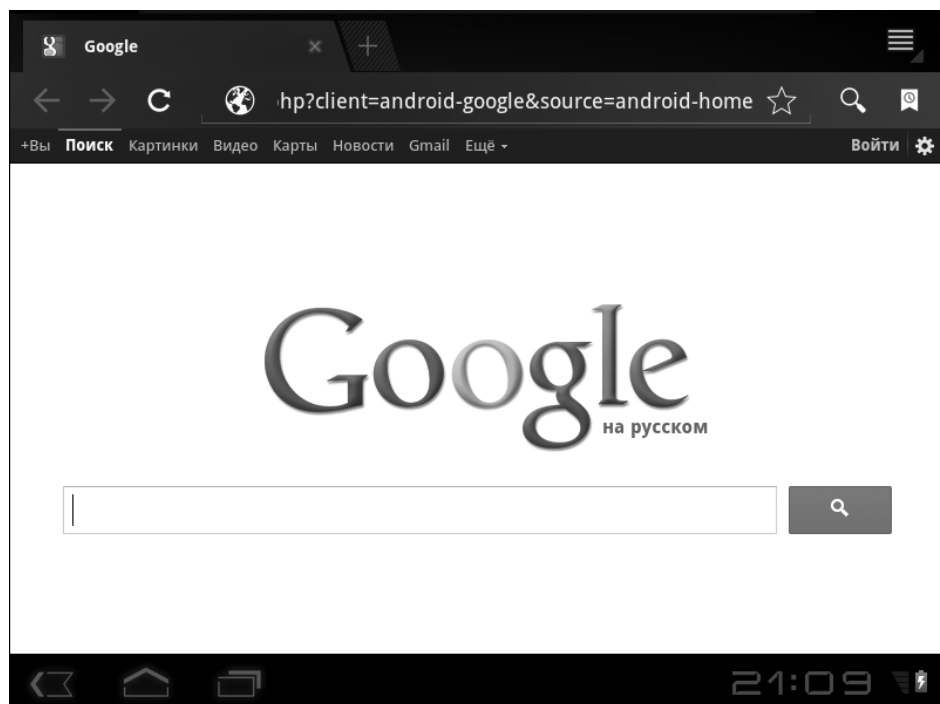 Google
hp?client=android-google&source=android-home
+Вы Поиск Картинки Видео Карты Новости Gmail Ещё Войти
Google
на русском
21:09